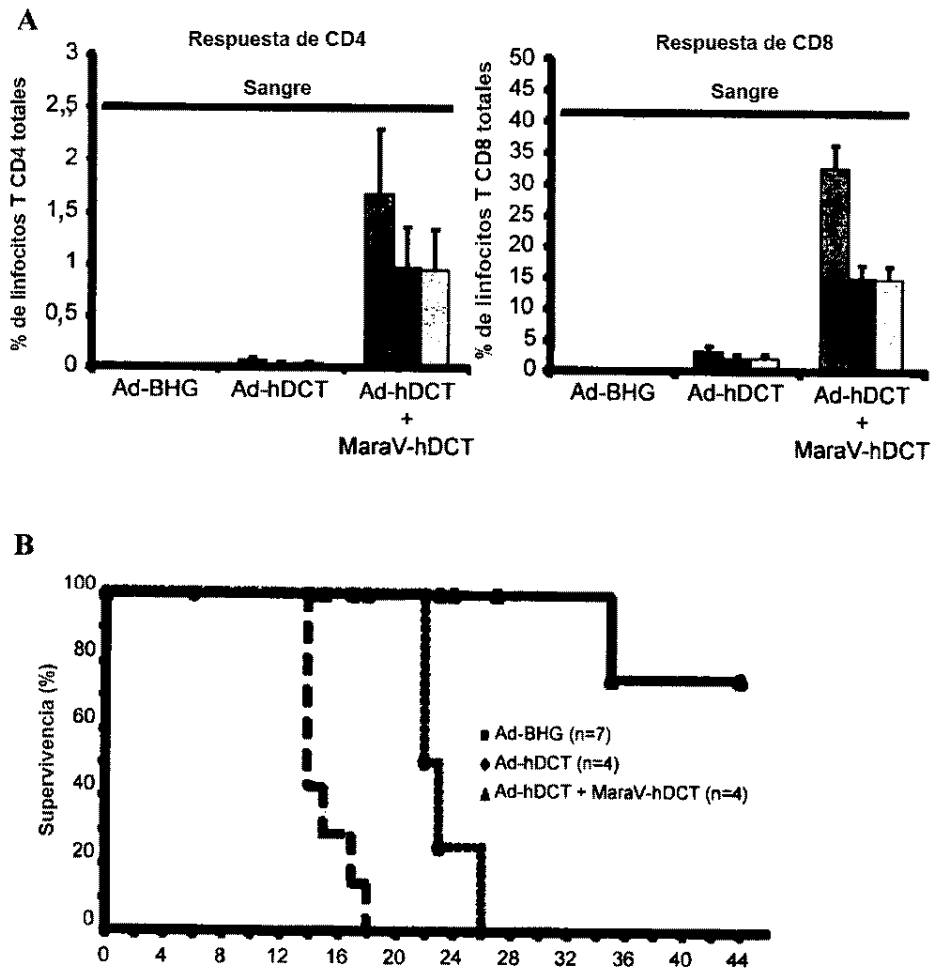 A
Respuesta de CD4
% de linfocitos T CD4 totales
3
2,5
2
1,5
1
0,5
0
Sangre
Ad-BHG
Ad-hDCT
Ad-hDCT
+
MaraV-hDCT
Respuesta de CD8
% de linfocitos T CD8 totales
50
45
40
35
30
25
20
15
10
5
0
Sangre
Ad-BHG
Ad-hDCT
Ad-hDCT
+
MaraV-hDCT
B
Supervivencia (%)
100
80
60
40
20
0
Ad-BHG (n=7)
Ad-hDCT (n=4)
Ad-hDCT + MaraV-hDCT (n=4)
0 4 8 12 16 22 24 28 32 36 40 44